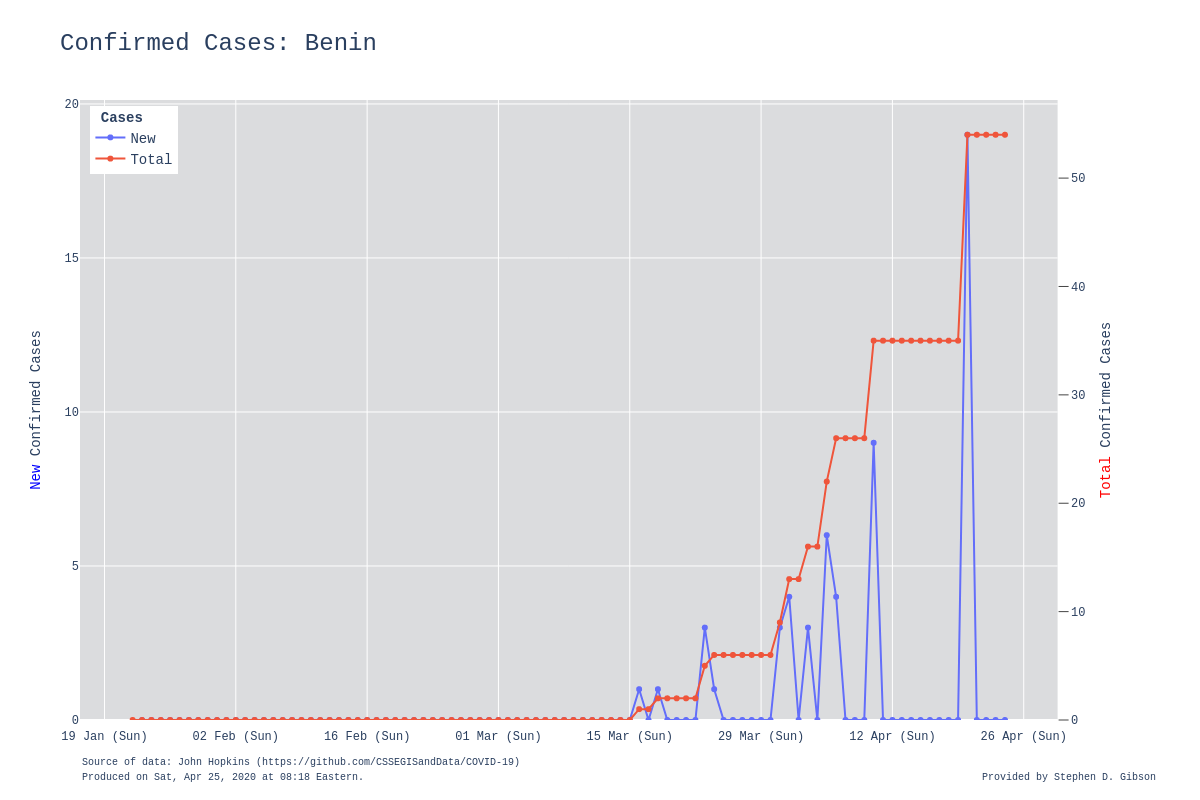 Confirmed Cases: Benin
Cases
New
Total
20
15
10
5
0
50
40
30
20
10
0
New Confirmed Cases
Total Confirmed Cases
19 Jan (Sun) 02 Feb (Sun) 16 Feb (Sun) 01 Mar (Sun) 15 Mar (Sun) 29 Mar (Sun) 12 Apr (Sun) 26 Apr (Sun)
Source of data: John Hopkins (https://github.com/CSSEGISandData/COVID-19)
Produced on Sat, Apr 25, 2020 at 08:18 Eastern.
Provided by Stephen D. Gibson